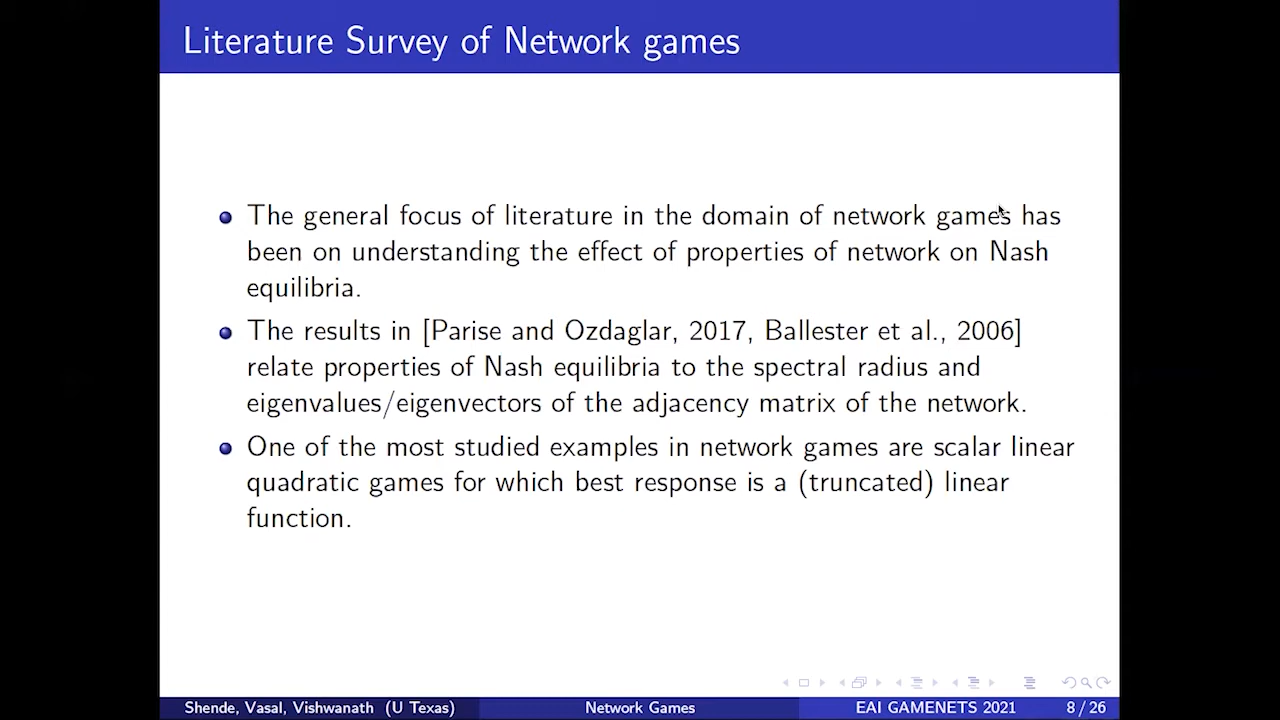 Literature Survey of Network games
The general focus of literature in the domain of network games has
been on understanding the effect of properties of network on Nash
equilibria.
The results in [Parise and Ozdaglar, 2017, Ballester et al., 2006]
relate properties of Nash equilibria to the spectral radius and
eigenvalues/eigenvectors of the adjacency matrix of the network.
One of the most studied examples in network games are scalar linear
quadratic games for which best response is a (truncated) linear
function.
Shende, Vasal, Vishwanath (U Texas) Network Games EAI GAMENETS 2021 8 / 26